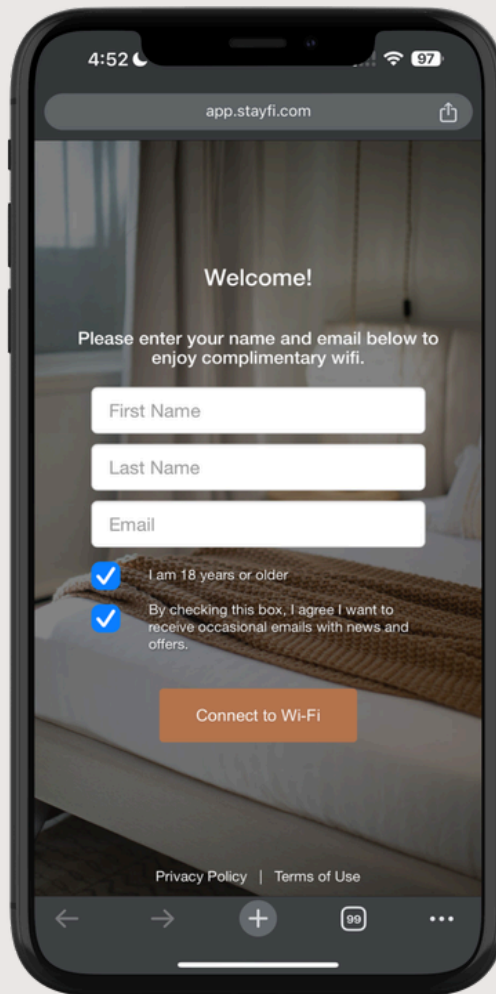 4:52
97
app.stayfi.com
Welcome!
Please enter your name and email below to
enjoy complimentary wifi.
First Name
Last Name
Email
I am 18 years or older
By checking this box, I agree I want to
receive occasional emails with news and
offers.
Connect to Wi-Fi
Privacy Policy | Terms of Use
99